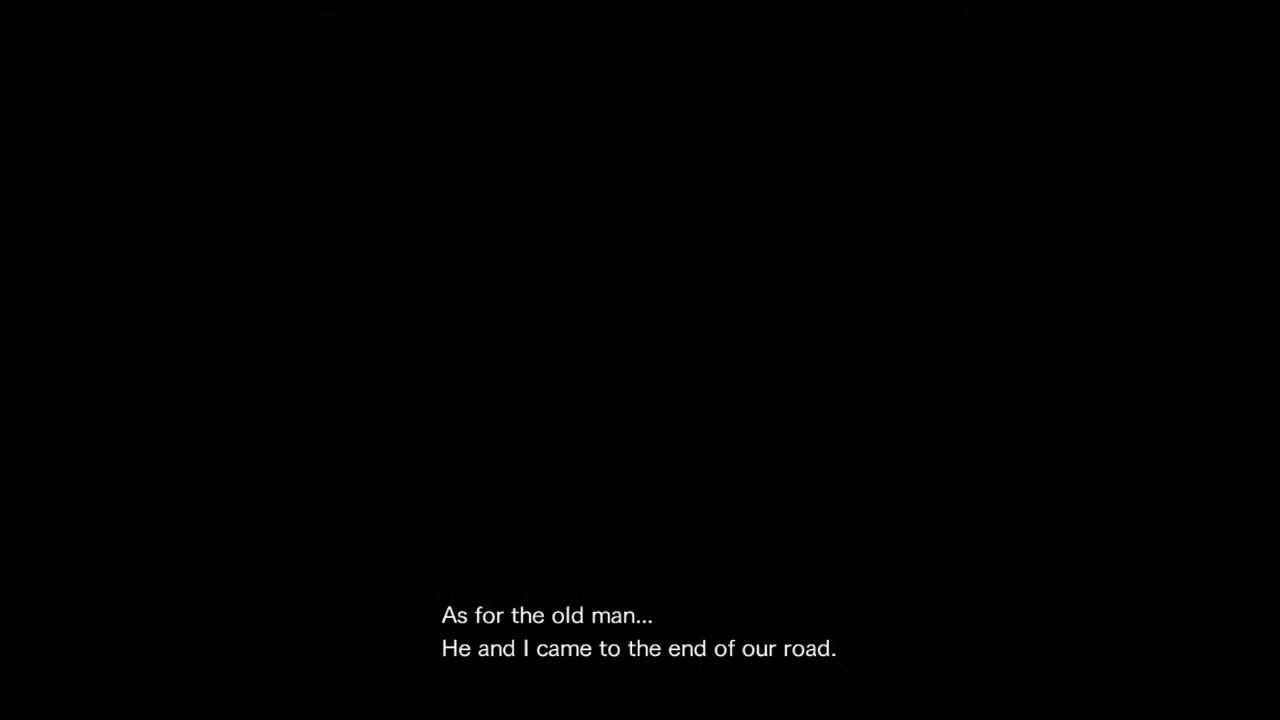 As for the old man...
He and I came to the end of our road.